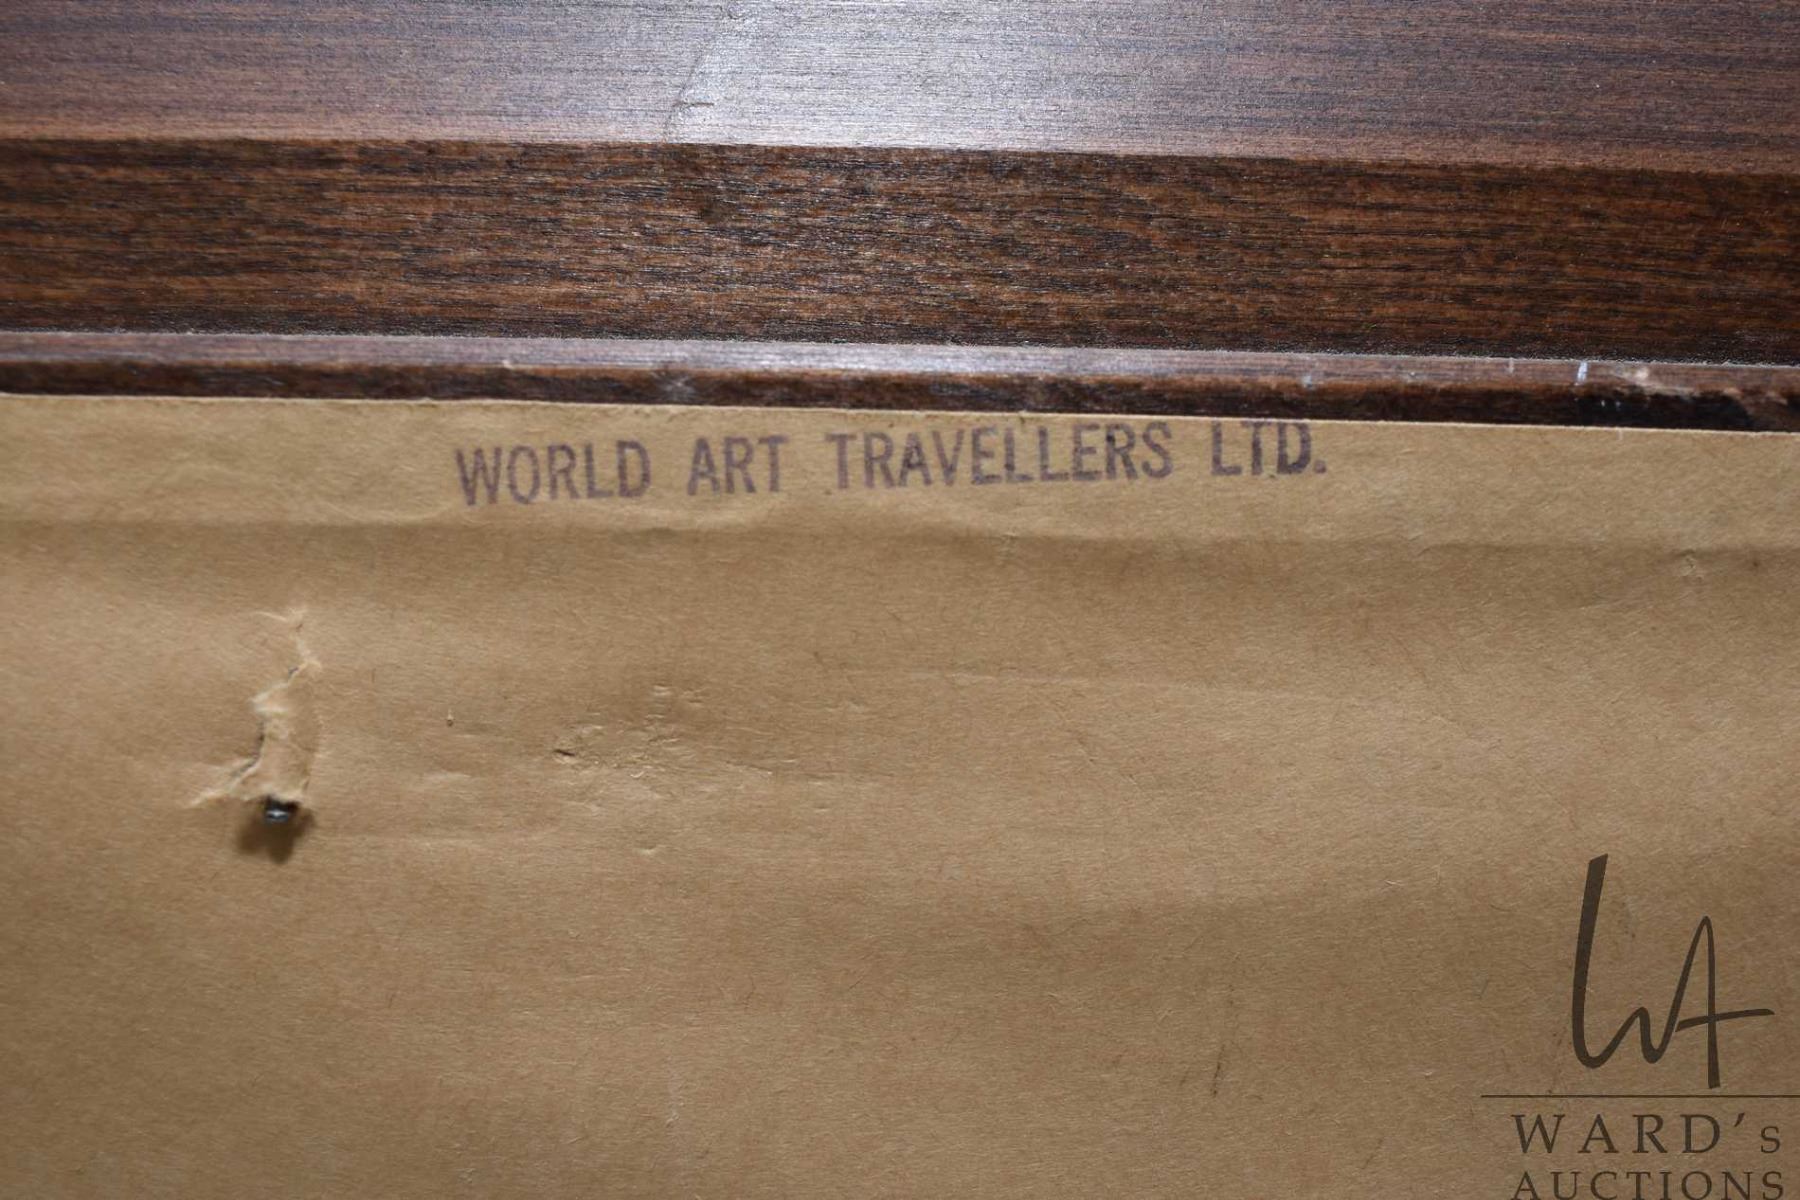 WORLD ART TRAVELLERS LTD.
WA
WARD's
AUCTIONS